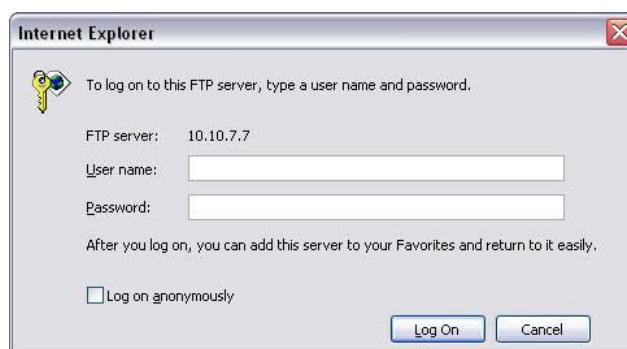 Internet Explorer
To log on to this FTP server, type a user name and password.
FTP server: 10.10.7.7
User name:
Password:
After you log on, you can add this server to your Favorites and return to it easily.
Log on anonymously
Log On Cancel